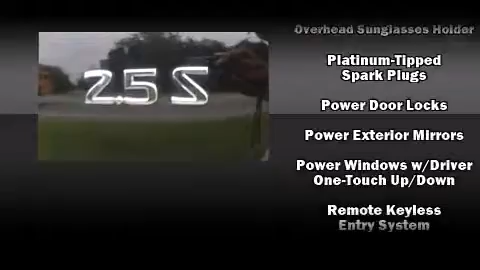 Overhead Sunglasses Holder
2.5 S
Platinum-Tipped
Spark Plugs
Power Door Locks
Power Exterior Mirrors
Power Windows w/Driver
One-Touch Up/Down
Remote Keyless
Entry System